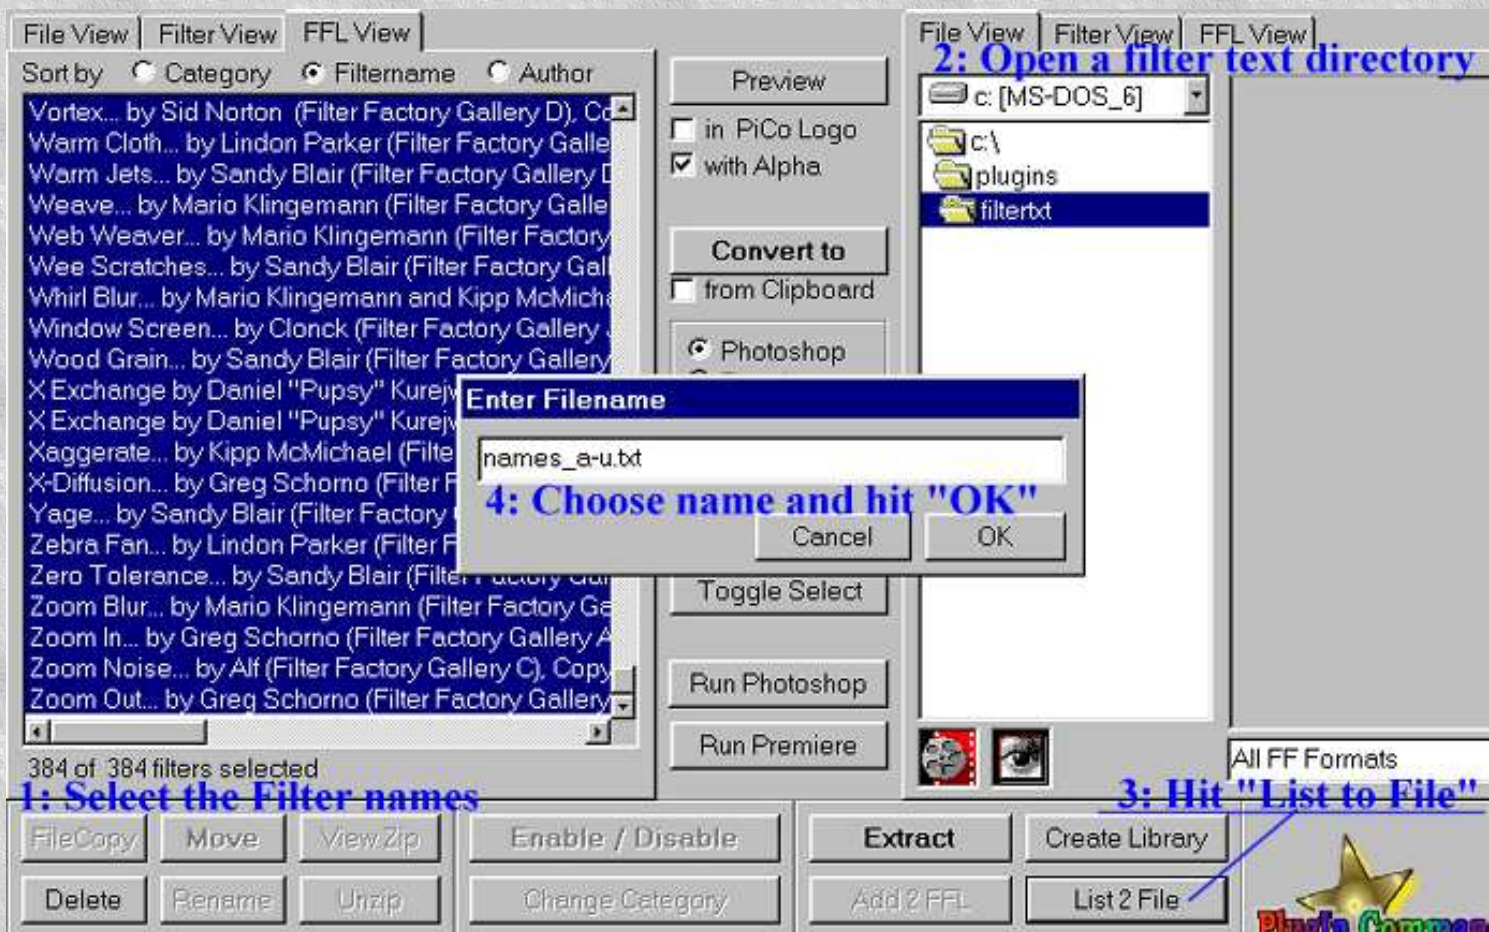 File View Filter View FFL View
Sort by Category Filtername Author
Vortex... by Sid Norton (Filter Factory Gallery D), Co
Warm Cloth... by Lindon Parker (Filter Factory Galle
Warm Jets... by Sandy Blair (Filter Factory Gallery D
Weave... by Mario Klingemann (Filter Factory Galle
Web Weaver... by Mario Klingemann (Filter Factory
Wee Scratches... by Sandy Blair (Filter Factory Gall
Whirl Blur... by Mario Klingemann and Kipp McMicha
Window Screen... by Clonck (Filter Factory Gallery
Wood Grain... by Sandy Blair (Filter Factory Gallery
X Exchange by Daniel "Pupsy" Kurejw
X Exchange by Daniel "Pupsy" Kurejw
Xaggerate... by Kipp McMichael (Filte
X-Diffusion... by Greg Schorno (Filter F
Yage... by Sandy Blair (Filter Factory
Zebra Fan... by Lindon Parker (Filter F
Zero Tolerance... by Sandy Blair (Filter Factory Gall
Zoom Blur... by Mario Klingemann (Filter Factory Ga
Zoom In... by Greg Schorno (Filter Factory Gallery A
Zoom Noise... by Alf (Filter Factory Gallery C), Copy
Zoom Out... by Greg Schorno (Filter Factory Gallery
384 of 384 filters selected
1: Select the Filter names
Preview
in PiCo Logo
with Alpha
Convert to
from Clipboard
Photoshop
Enter Filename
names_a-u.txt
4: Choose name and hit "OK"
Cancel OK
Toggle Select
Run Photoshop
Run Premiere
File View Filter View FFL View
2: Open a filter text directory
c: [MS-DOS_6]
c:\
plugins
filtertxt
All FF Formats
3: Hit "List to File"
FileCopy Move View Zip Enable / Disable Extract Create Library
Delete Rename Unzip Change Category Add 2 FFL List 2 File
PlugIn